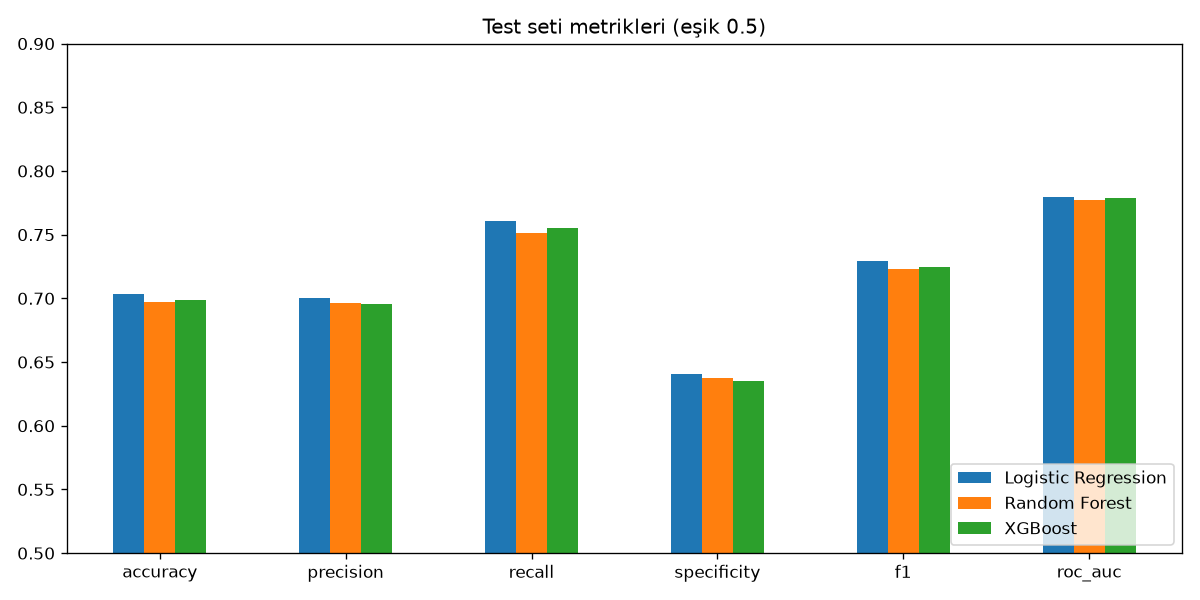 Test seti metrikleri (eşik 0.5)
0.90
0.85
0.80
0.75
0.70
0.65
0.60
0.55
0.50
accuracy precision recall specificity f1 roc_auc
Logistic Regression
Random Forest
XGBoost